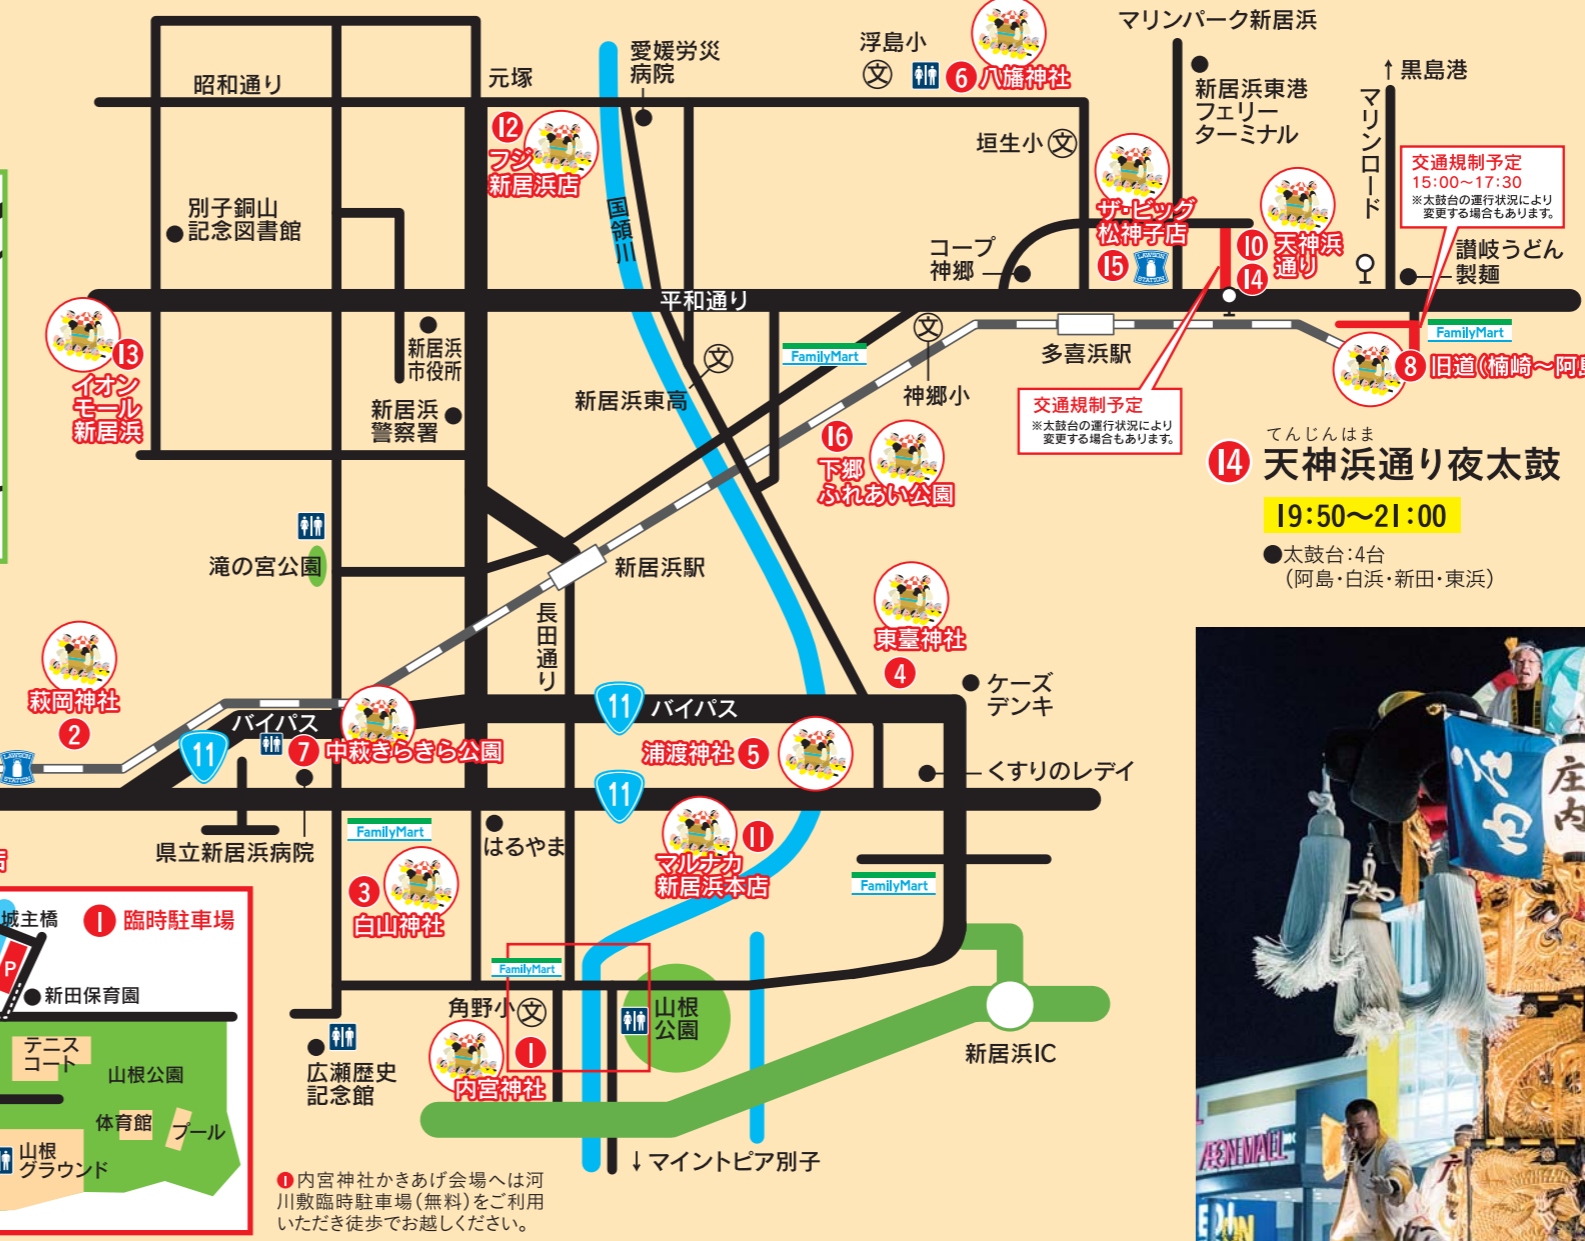 マリンパーク新居浜
浮島小
文
6 八旛神社
愛媛労災
病院
元塚
昭和通り
↑黒島港
マリンロード
新居浜東港
フェリー
ターミナル
垣生小 文
12
フジ
新居浜店
国領川
別子銅山
記念図書館
ザ・ビッグ
松神子店
15
LAWSON
STATION
10 天神浜
通り
14
交通規制予定
15:00〜17:30
※太鼓台の運行状況により
変更する場合もあります。
讃岐うどん
製麺
コープ
神郷
平和通り
13
イオン
モール
新居浜
新居浜
市役所
新居浜
警察署
文
新居浜東高
FamilyMart
文
神郷小
多喜浜駅
FamilyMart
8 旧道(楠崎〜阿
交通規制予定
※太鼓台の運行状況により
変更する場合もあります。
16
下郷
ふれあい公園
てんじんはま
14 天神浜通り夜太鼓
19:50〜21:00
●太鼓台:4台
(阿島・白浜・新田・東浜)
滝の宮公園
新居浜駅
長田通り
東臺神社
4
ケーズ
デンキ
萩岡神社
2
LAWSON
STATION
バイパス
11
7 中萩きらきら公園
11 バイパス
浦渡神社 5
くすりのレデイ
11
県立新居浜病院
FamilyMart
はるやま
11
マルナカ
新居浜本店
FamilyMart
3
白山神社
城主橋
1 臨時駐車場
P
新田保育園
テニス
コート
山根公園
体育館
プール
山根
グラウンド
FamilyMart
角野小 文
山根
公園
広瀬歴史
記念館
1
内宮神社
新居浜IC
↓マイントピア別子
1内宮神社かきあげ会場へは河
川敷臨時駐車場(無料)をご利用
いただき徒歩でお越しください。
庄内
ÆON MALL